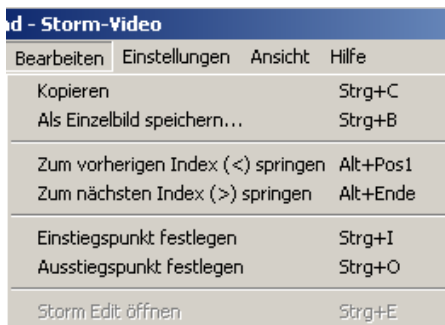 d - Storm-Video
Bearbeiten Einstellungen Ansicht Hilfe
Kopieren Strg+C
Als Einzelbild speichern... Strg+B
Zum vorherigen Index (<) springen Alt+Pos1
Zum nächsten Index (>) springen Alt+Ende
Einstiegspunkt festlegen Strg+I
Ausstiegspunkt festlegen Strg+O
Storm Edit öffnen Strg+E